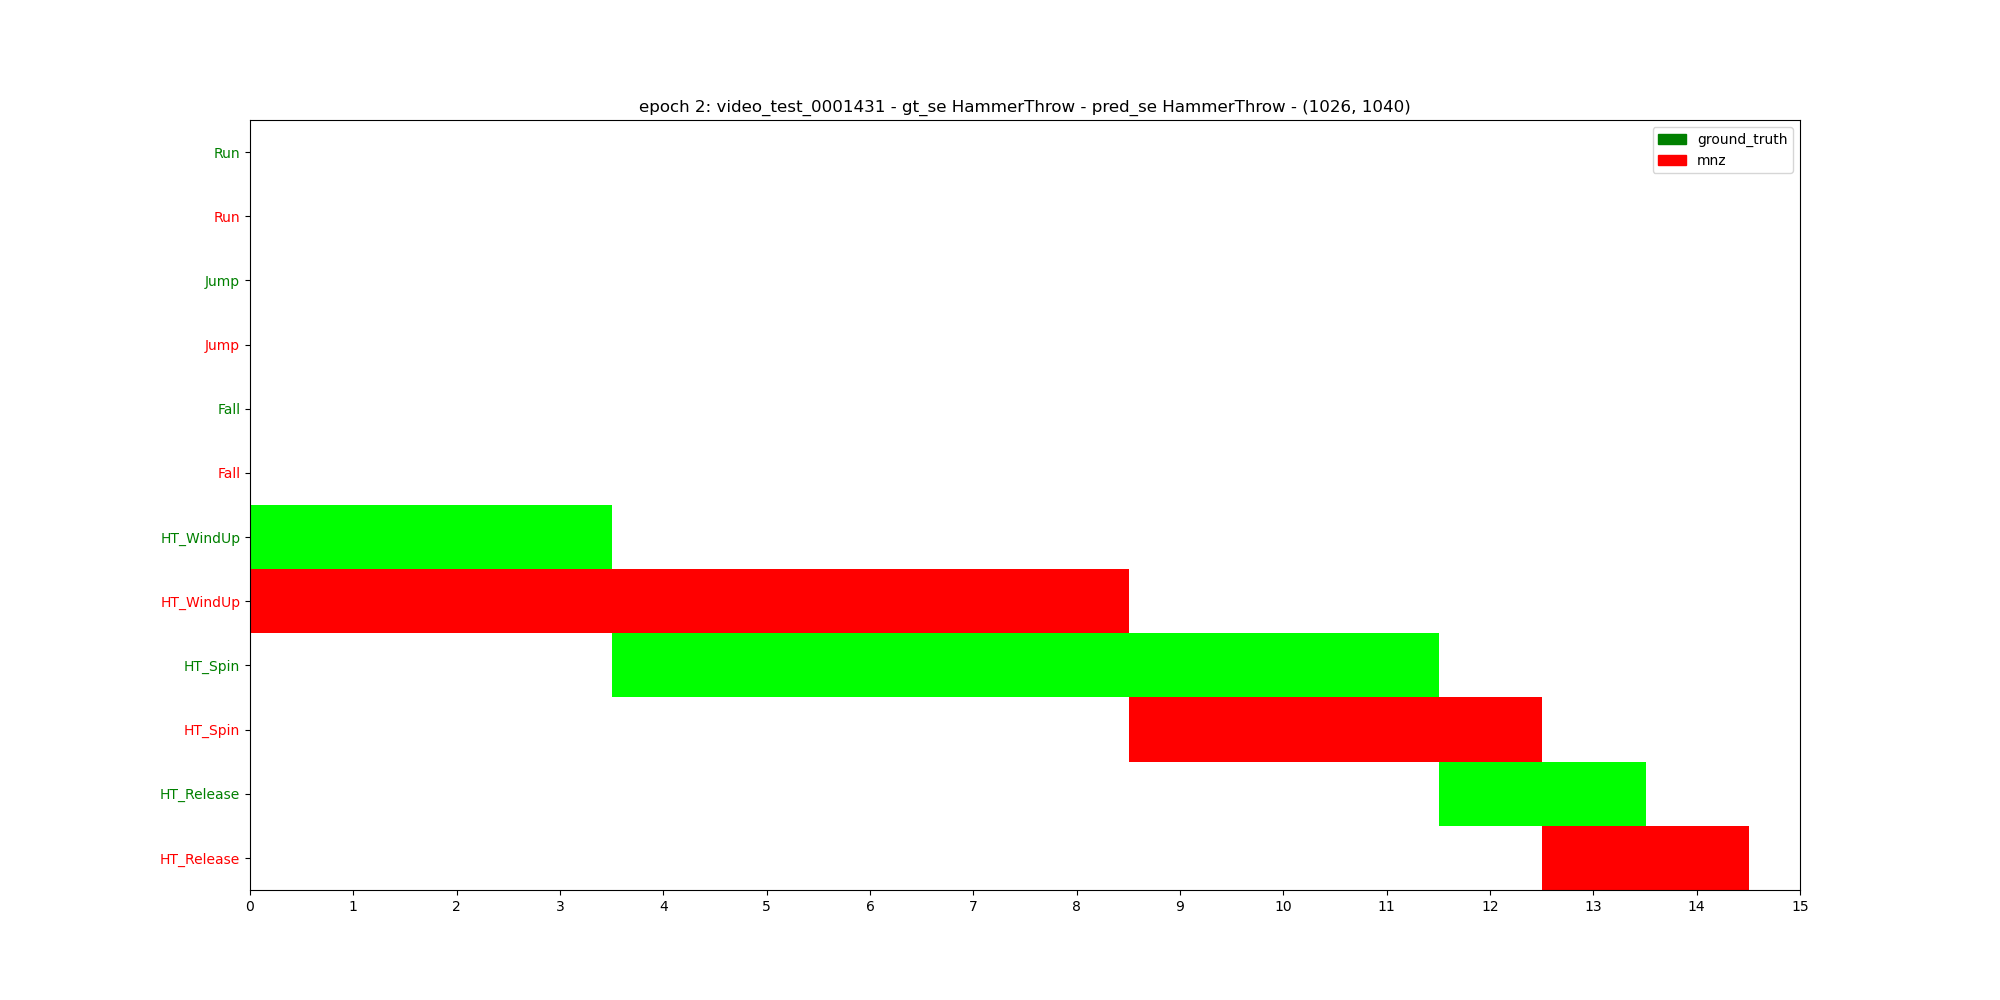 epoch 2: video_test_0001431 - gt_se HammerThrow - pred_se HammerThrow - (1026, 1040)
ground_truth
mnz
Run
Run
Jump
Jump
Fall
Fall
HT_WindUp
HT_WindUp
HT_Spin
HT_Spin
HT_Release
HT_Release
0 1 2 3 4 5 6 7 8 9 10 11 12 13 14 15